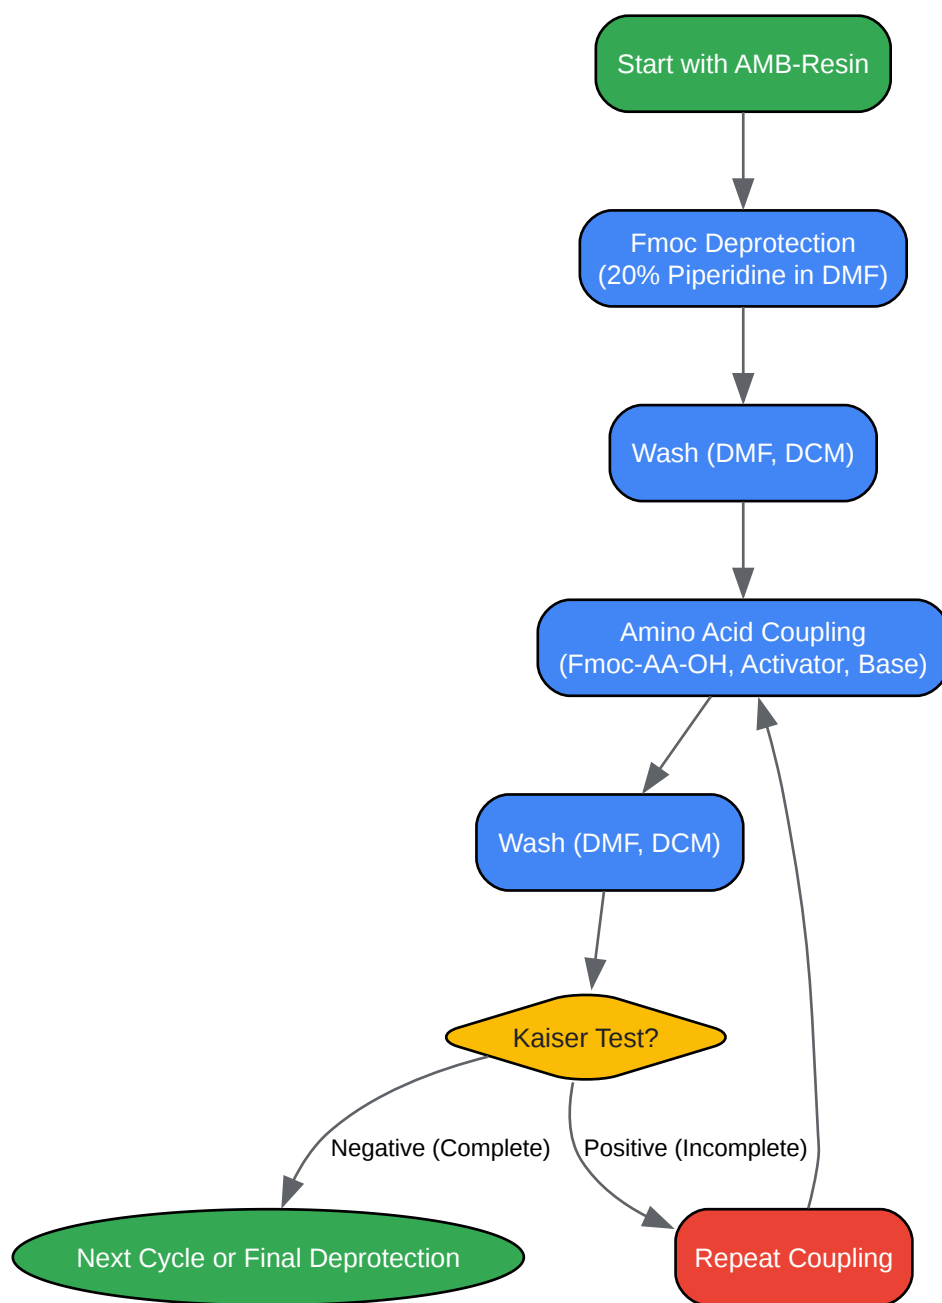 Start with AMB-Resin
Fmoc Deprotection
(20% Piperidine in DMF)
Wash (DMF, DCM)
Amino Acid Coupling
(Fmoc-AA-OH, Activator, Base)
Wash (DMF, DCM)
Kaiser Test?
Negative (Complete)
Positive (Incomplete)
Next Cycle or Final Deprotection
Repeat Coupling